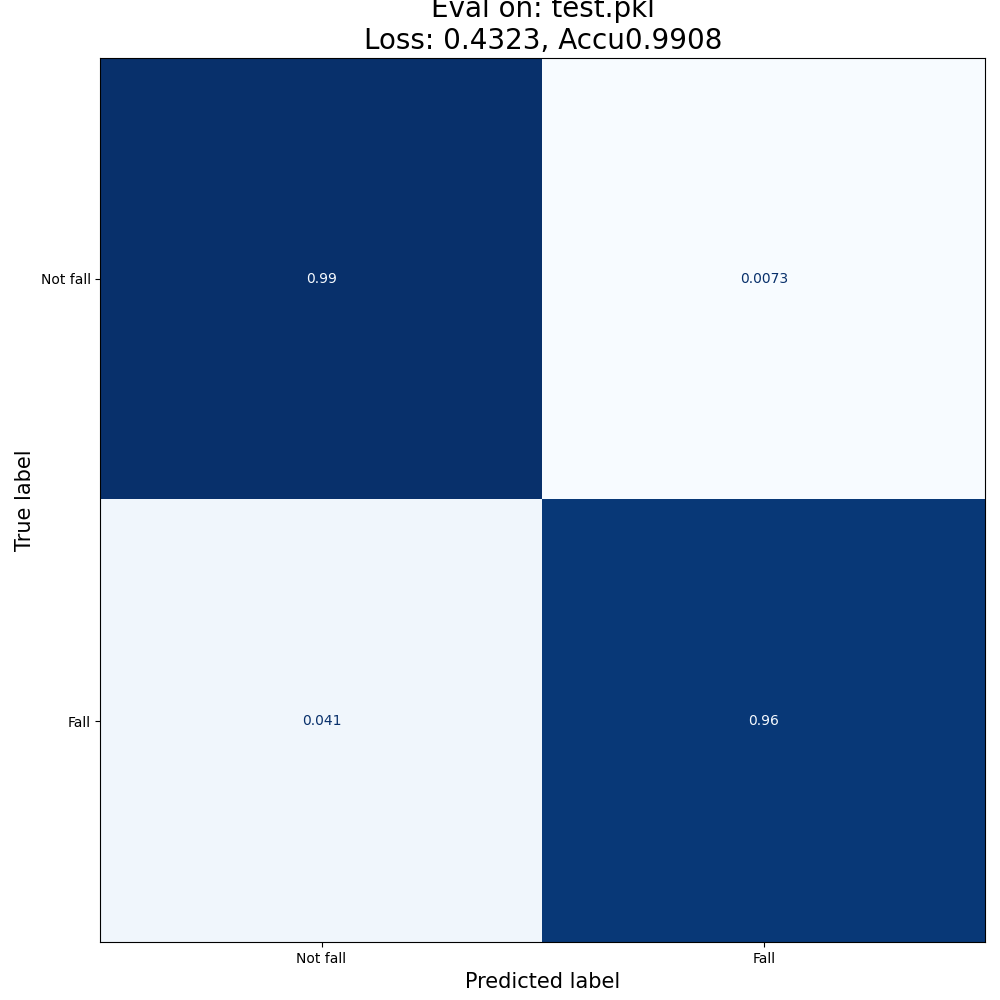 Eval on: test.pkl
Loss: 0.4323, Accu0.9908
Not fall
0.99
0.0073
True label
Fall
0.041
0.96
Not fall
Fall
Predicted label